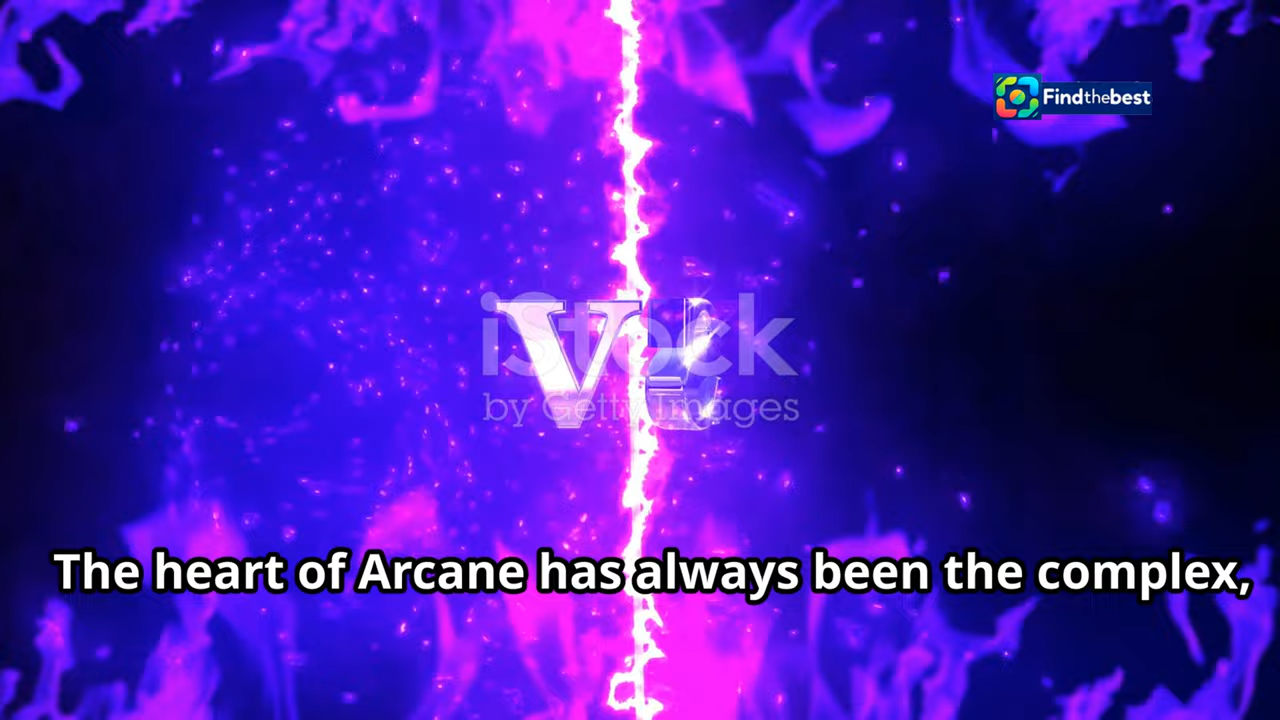 Findthebest
iStock
by Getty Images
The heart of Arcane has always been the complex,